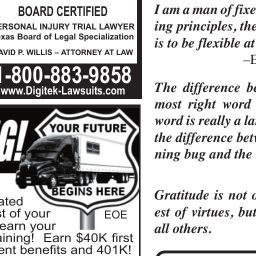 BOARD CERTIFIED
PERSONAL INJURY TRIAL LAWYER
exas Board of Legal Specialization
AVID P. WILLIS – ATTORNEY AT LAW
1-800-883-9858
www.Digitek-Lawsuits.com
G!
YOUR FUTURE
BEGINS HERE
ated
st of your
earn your
aining! Earn $40K first
ent benefits and 401K!
EOE
I am a man of fixe
ing principles, the
is to be flexible at
–E
The difference be
most right word
word is really a la
the difference betw
ning bug and the
Gratitude is not o
est of virtues, but
all others.